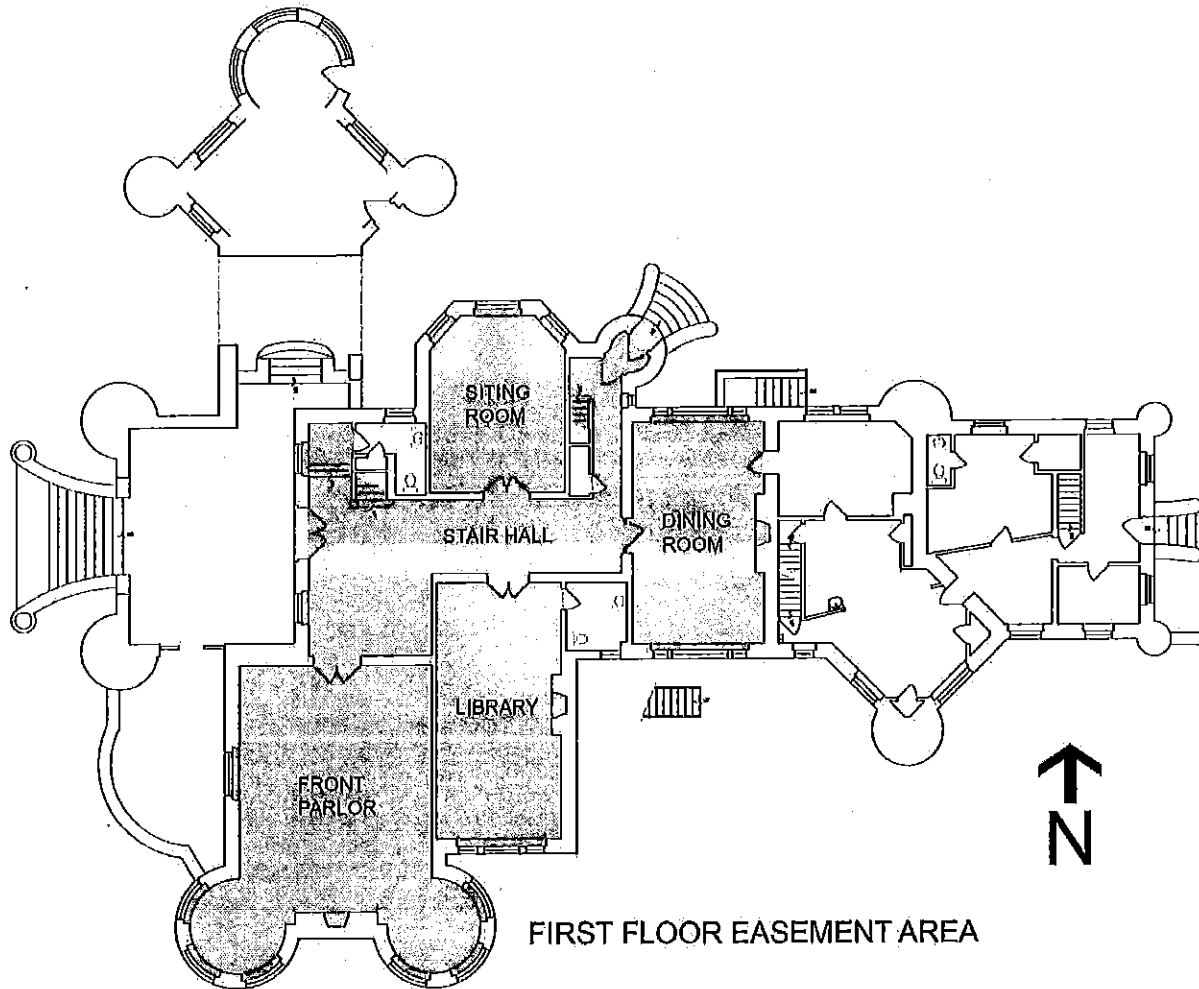 SITING
ROOM
STAIR HALL
DINING
ROOM
LIBRARY
FRONT
PARLOR
N
FIRST FLOOR EASEMENT AREA